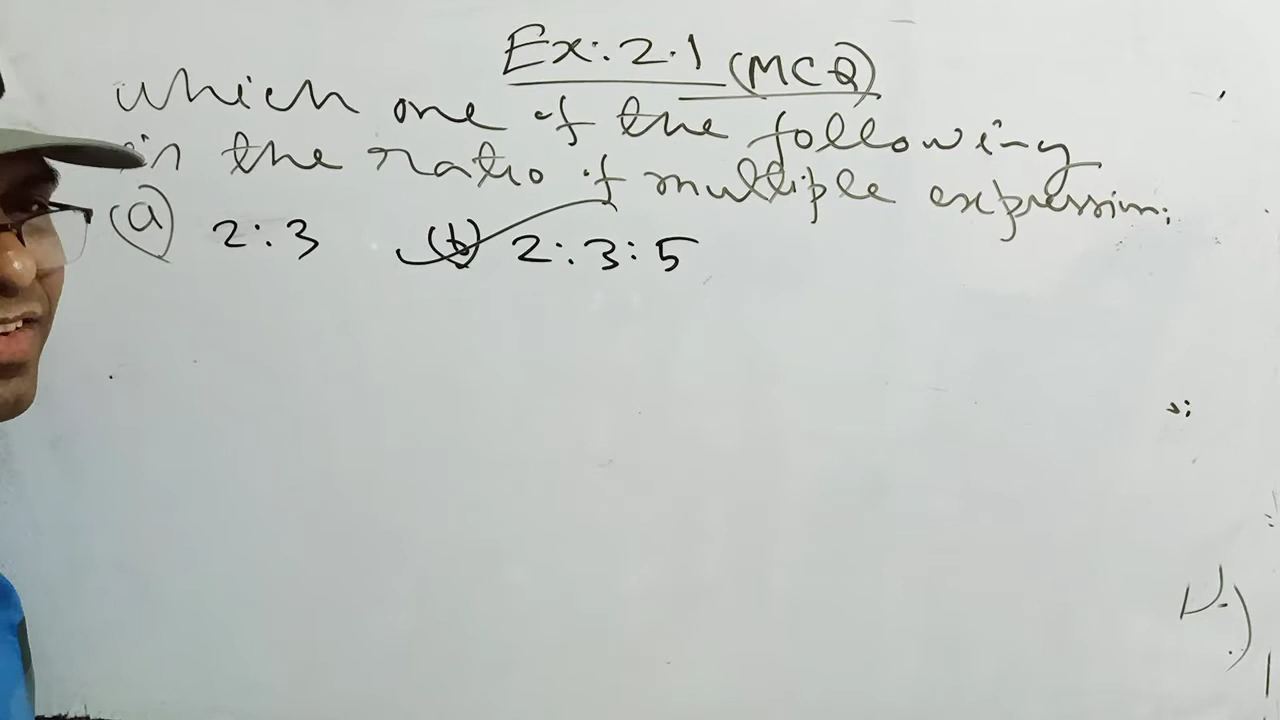 Ex: 2.1 (MCQ)
which one of the following
in the ratio of multiple expression:
(a) 2:3 (b) 2:3:5